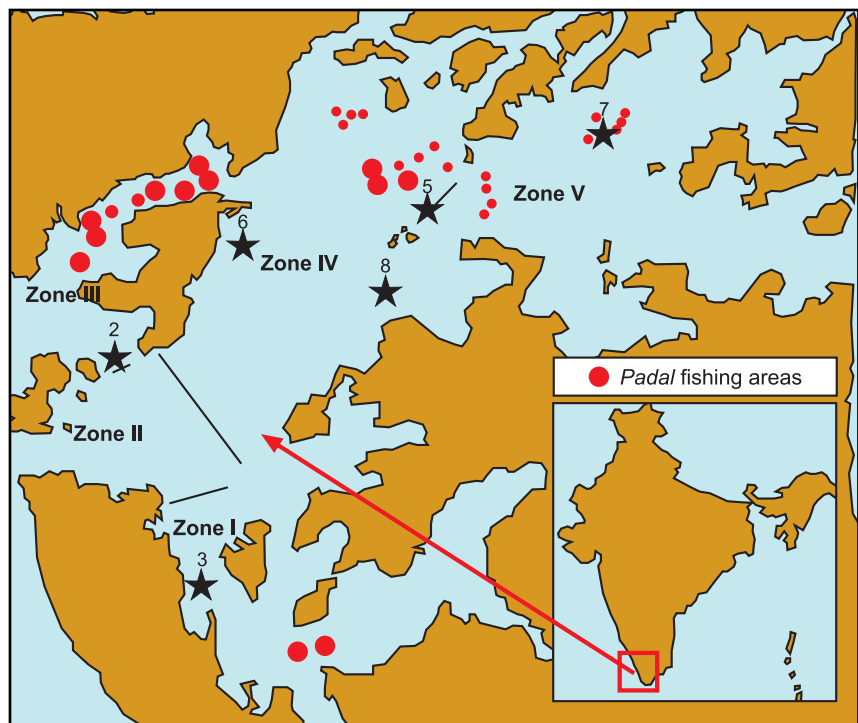 7
5
Zone V
6
Zone IV
8
Zone III
2
Padal fishing areas
Zone II
Zone I
3